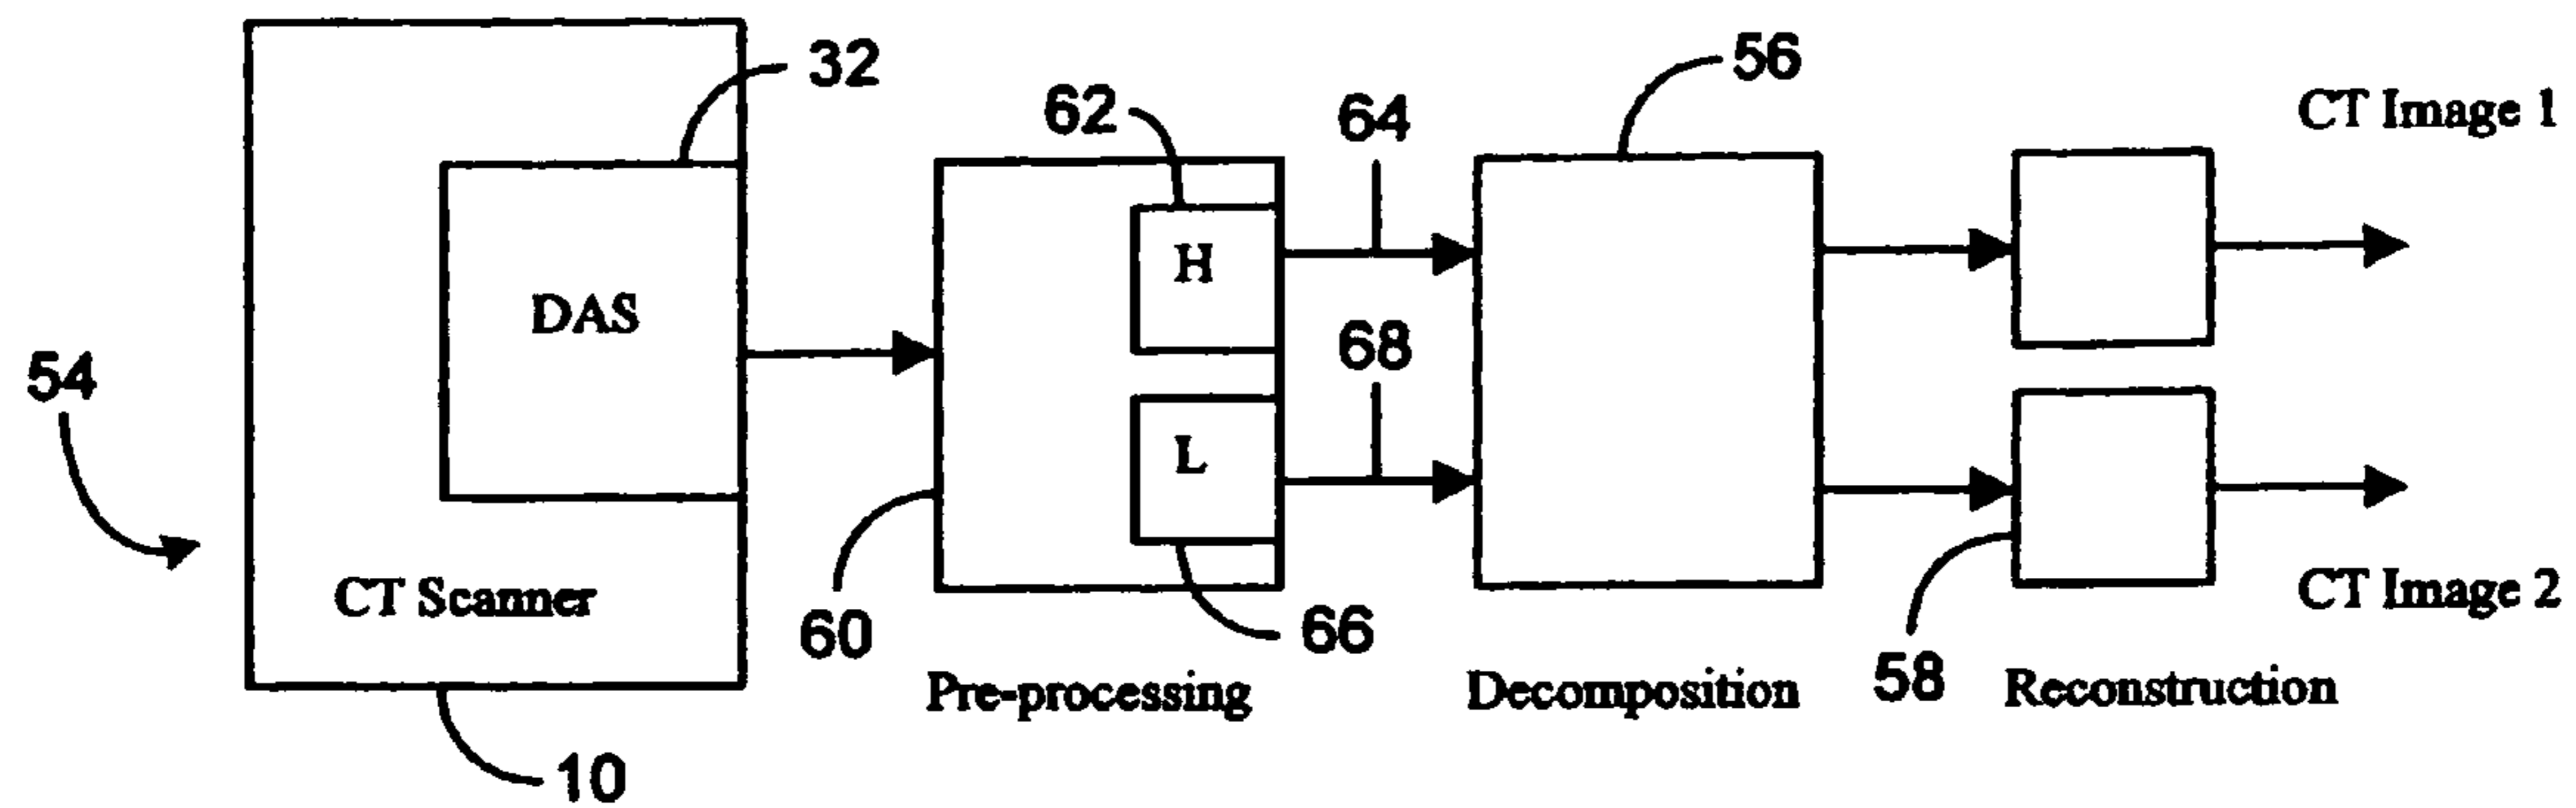 32
62
64
56
CT Image 1
H
DAS
54
68
L
CT Scanner
60
66
58
CT Image 2
Pre-processing
Decomposition
Reconstruction
10